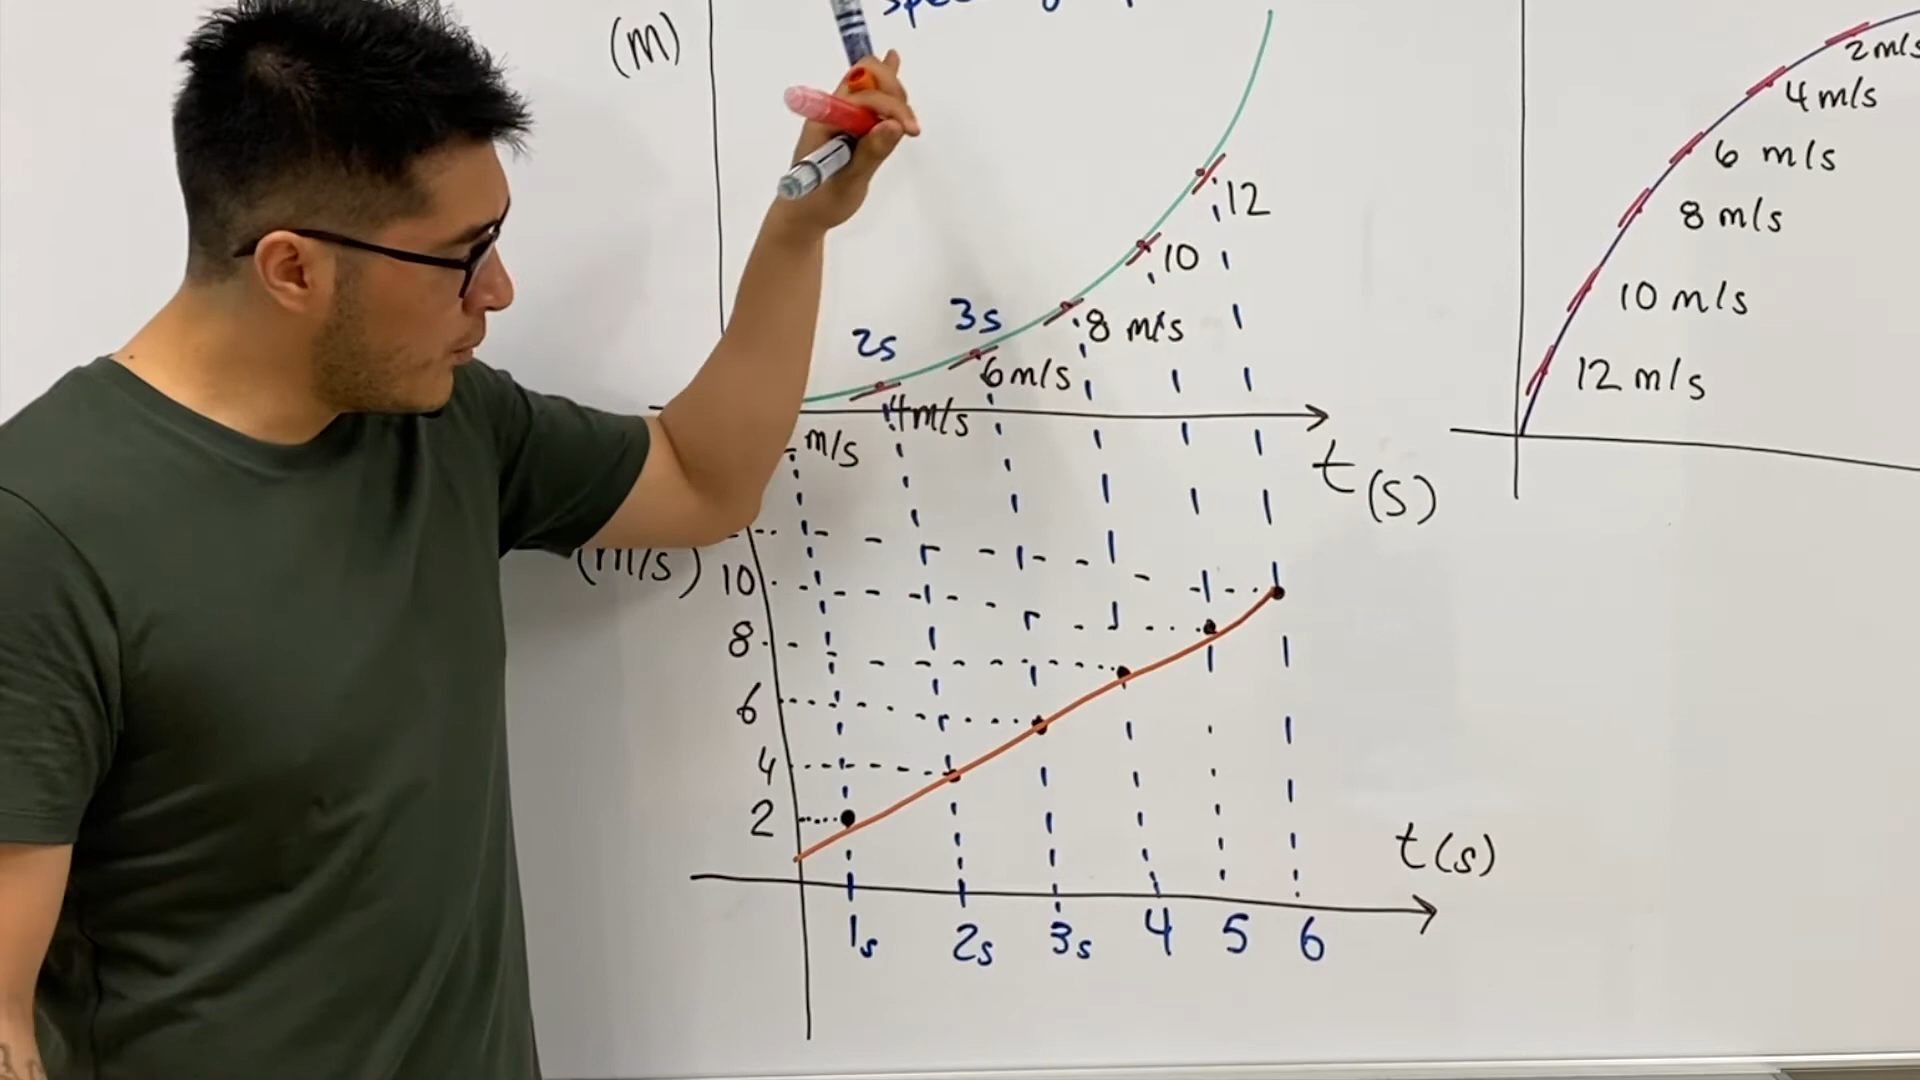 (m)
12
10
8 m/s
3s
2s
6 m/s
4 m/s
m/s
t (s)
(m/s)
10
8
6
4
2
t (s)
1s 2s 3s 4 5 6
2 m/s
4 m/s
6 m/s
8 m/s
10 m/s
12 m/s